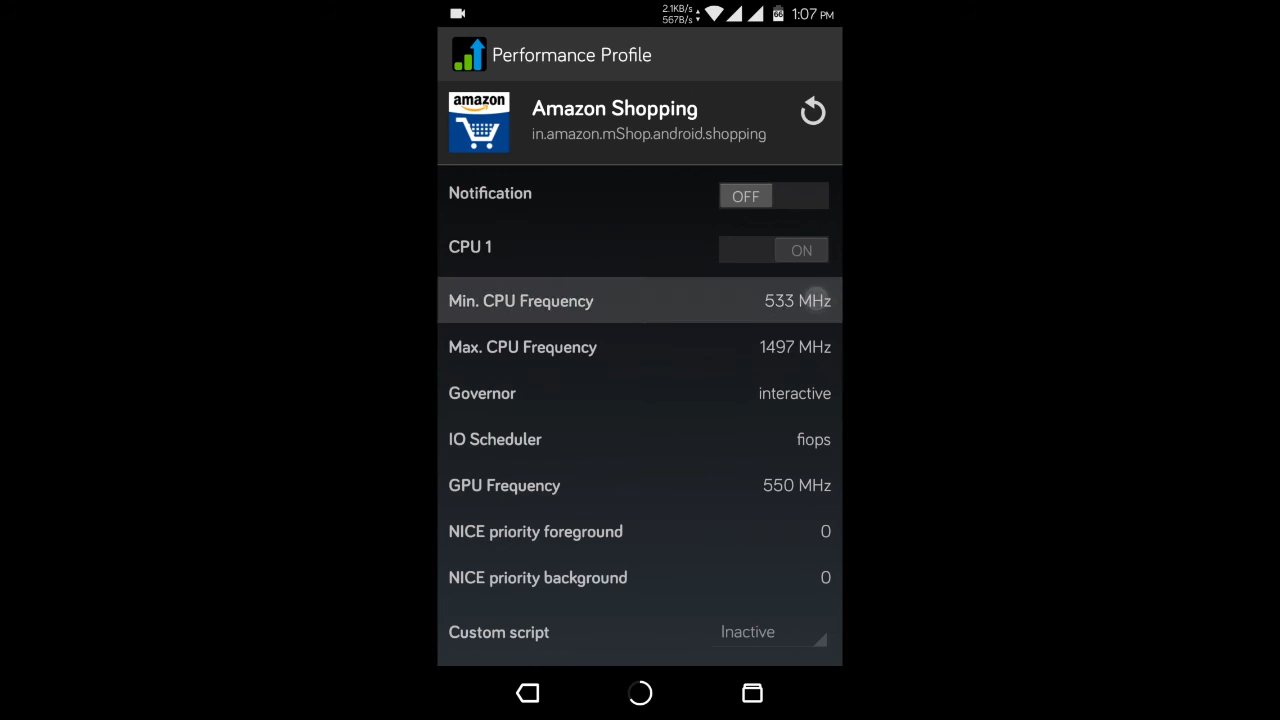 2.1KB/s
567B/s
66
1:07 PM
Performance Profile
amazon
Amazon Shopping
in.amazon.mShop.android.shopping
Notification OFF
CPU 1 ON
Min. CPU Frequency 533 MHz
Max. CPU Frequency 1497 MHz
Governor interactive
IO Scheduler fiops
GPU Frequency 550 MHz
NICE priority foreground 0
NICE priority background 0
Custom script Inactive